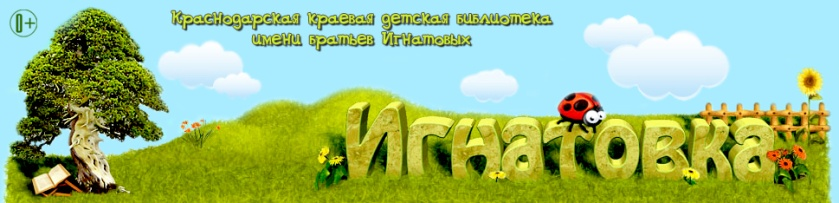 0+
Краснодарская краевая детская библиотека
имени братьев Игнатовых
Игнатовка